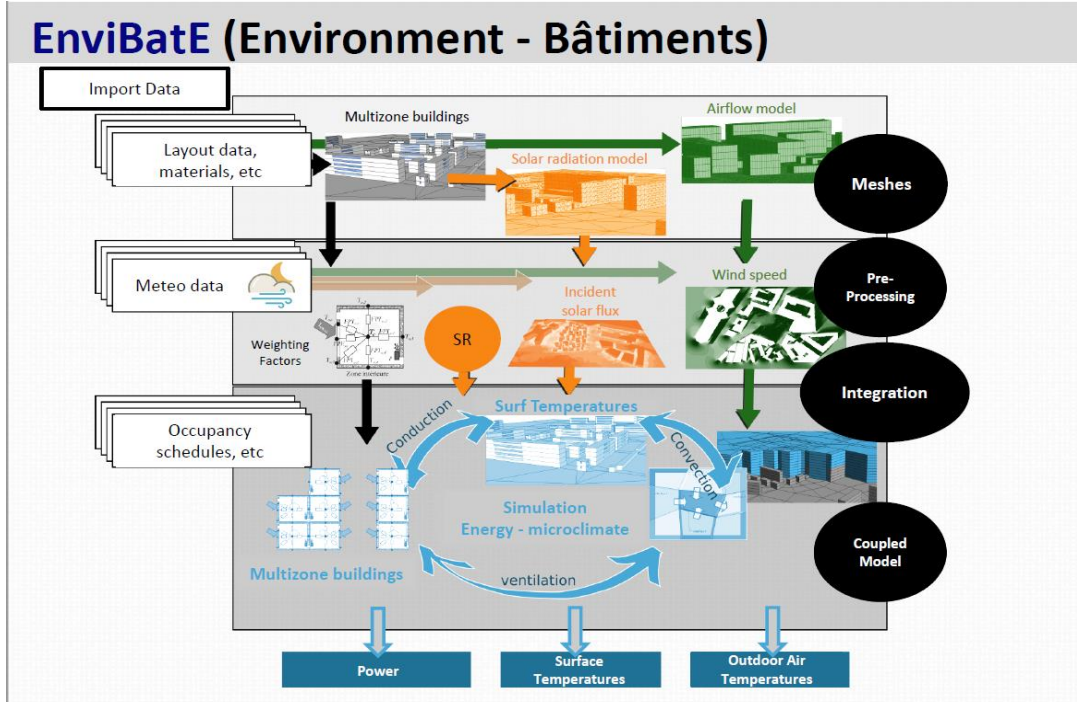 EnviBatE (Environment - Bâtiments)
Import Data
Multizone buildings
Airflow model
Layout data,
materials, etc
Solar radiation model
Meshes
Meteo data
Wind speed
Pre-
Processing
Incident
solar flux
Weighting
Factors
SR
Zone intérieure
Integration
Occupancy
schedules, etc
Surf Temperatures
Conduction
Convection
Simulation
Energy - microclimate
Multizone buildings
ventilation
Coupled
Model
Power
Surface
Temperatures
Outdoor Air
Temperatures